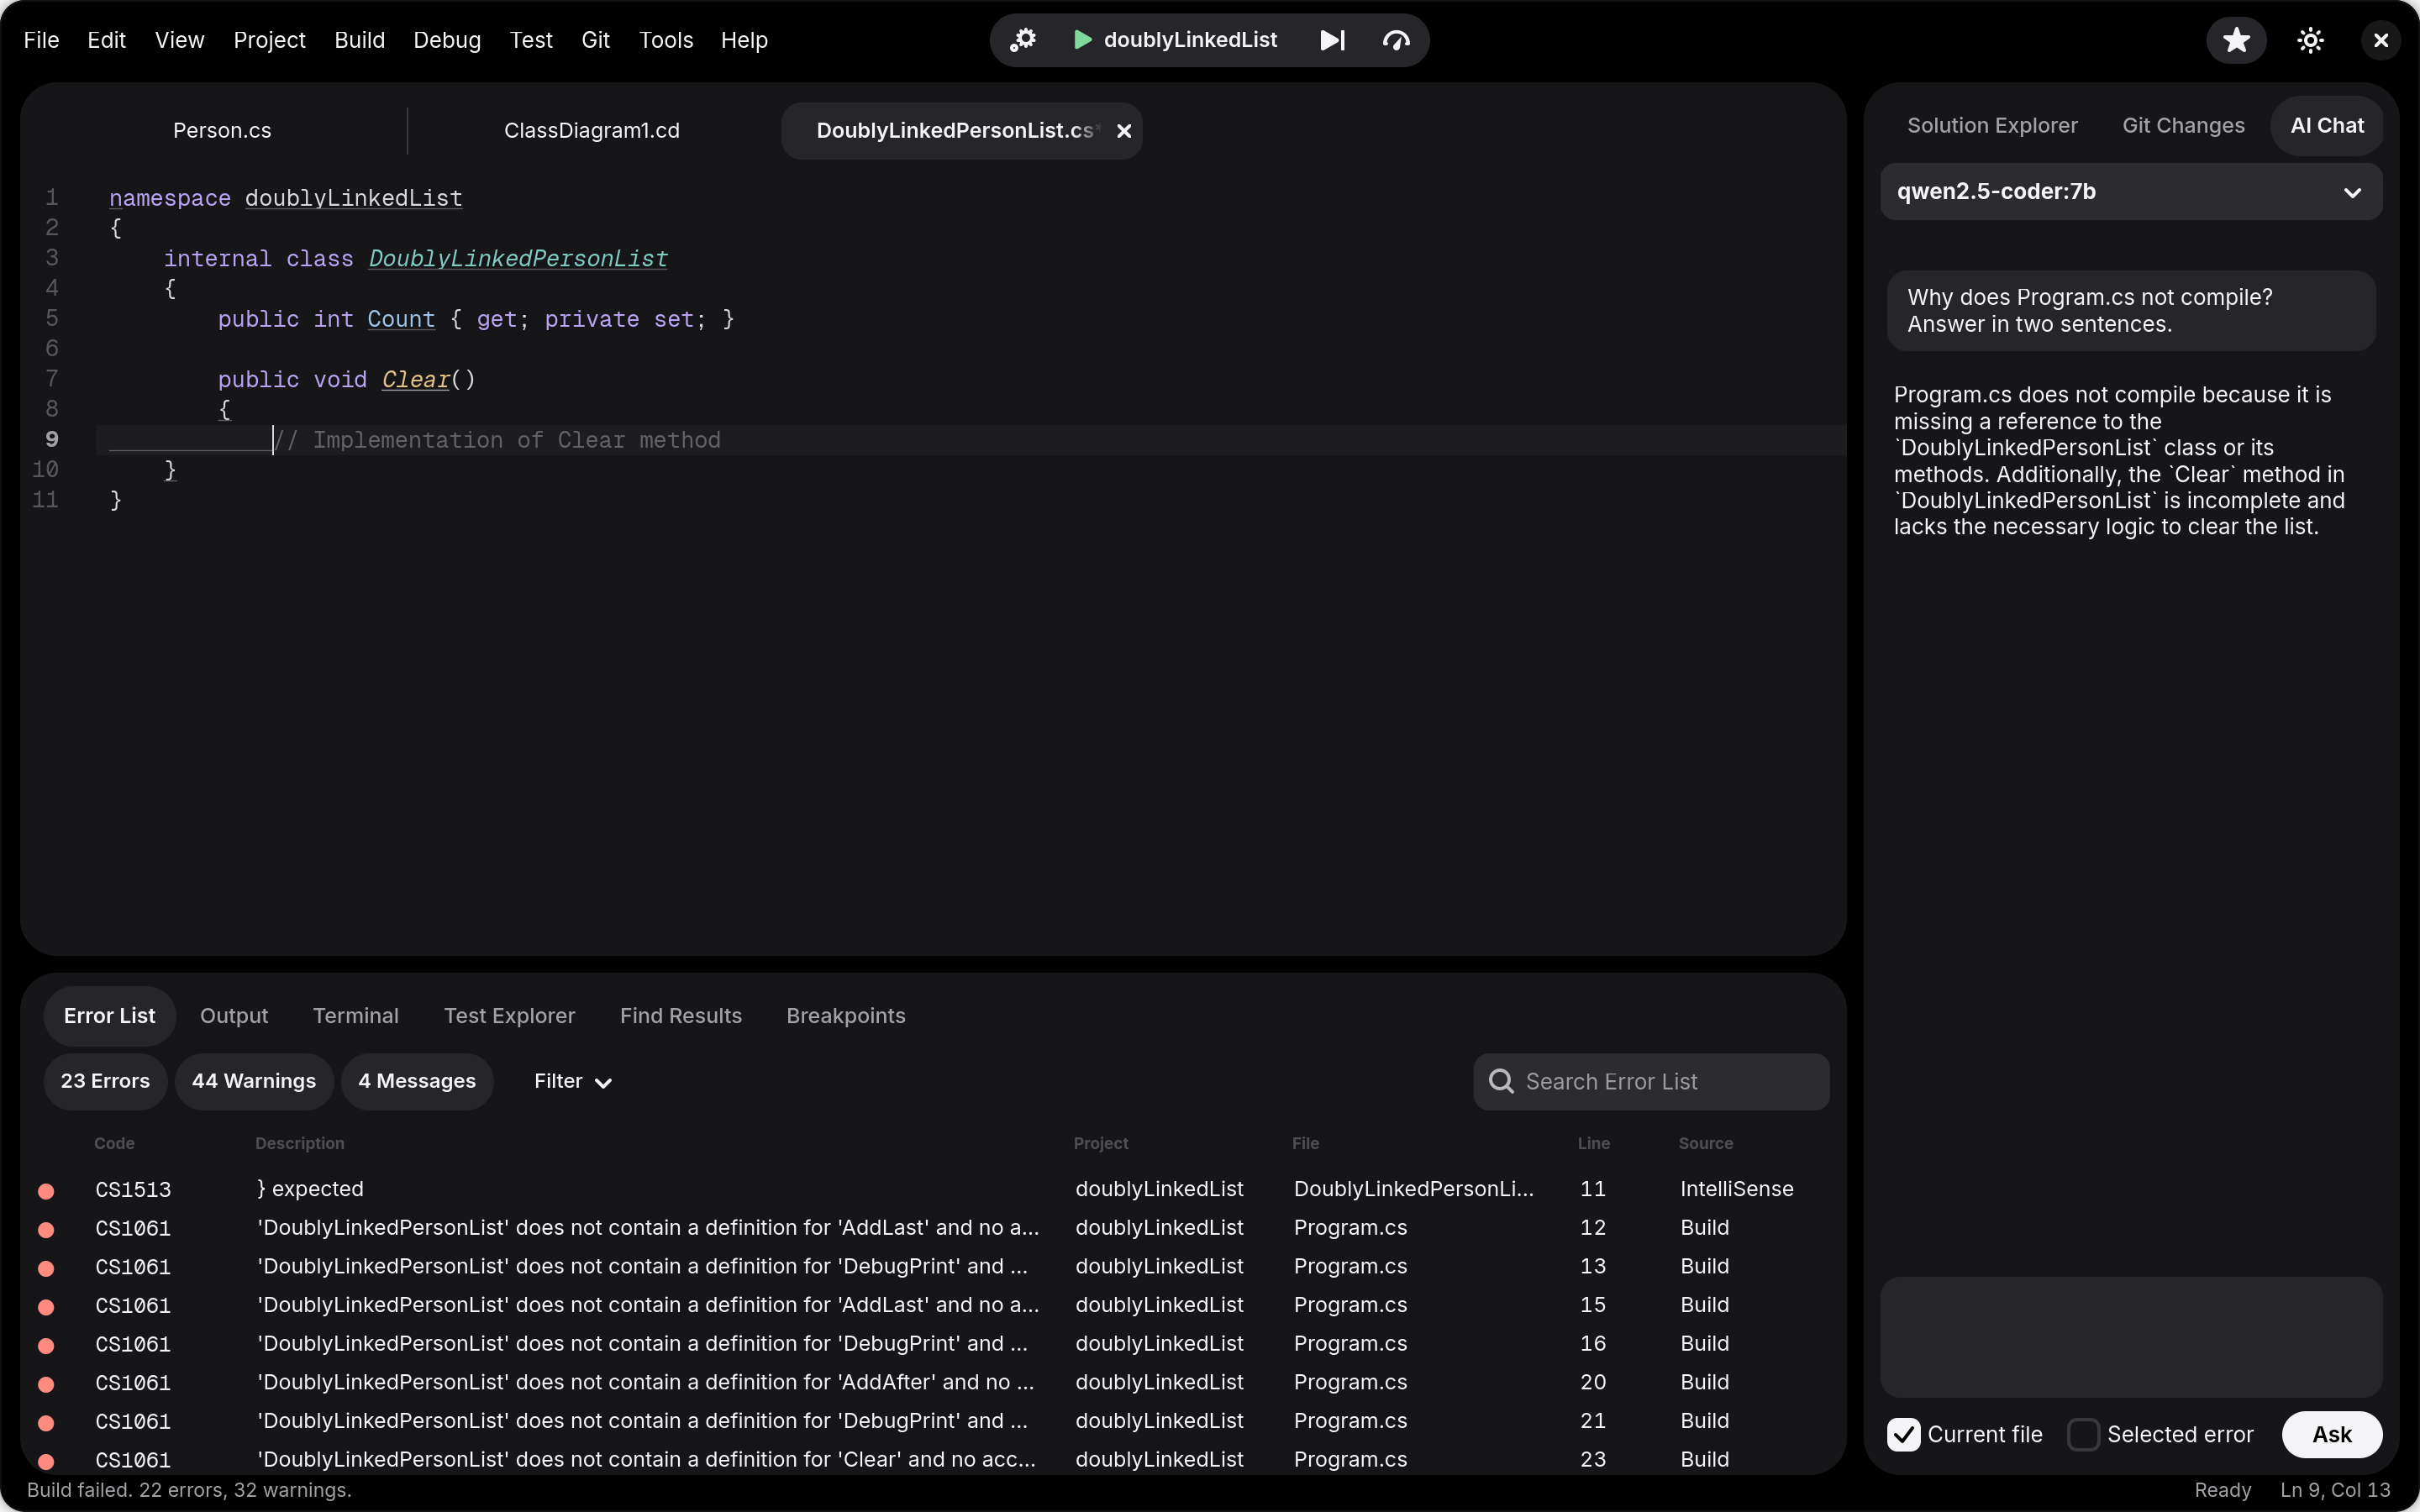 File Edit View Project Build Debug Test Git Tools Help
doublyLinkedList
Person.cs
ClassDiagram1.cd
DoublyLinkedPersonList.cs*
1 namespace doublyLinkedList
2 {
3 internal class DoublyLinkedPersonList
4 {
5 public int Count { get; private set; }
6
7 public void Clear()
8 {
9 // Implementation of Clear method
10 }
11 }
Solution Explorer Git Changes AI Chat
qwen2.5-coder:7b
Why does Program.cs not compile?
Answer in two sentences.
Program.cs does not compile because it is
missing a reference to the
`DoublyLinkedPersonList` class or its
methods. Additionally, the `Clear` method in
`DoublyLinkedPersonList` is incomplete and
lacks the necessary logic to clear the list.
Current file Selected error Ask
Error List Output Terminal Test Explorer Find Results Breakpoints
23 Errors 44 Warnings 4 Messages Filter Search Error List
Code Description Project File Line Source
CS1513 } expected doublyLinkedList DoublyLinkedPersonLi... 11 IntelliSense
CS1061 'DoublyLinkedPersonList' does not contain a definition for 'AddLast' and no a... doublyLinkedList Program.cs 12 Build
CS1061 'DoublyLinkedPersonList' does not contain a definition for 'DebugPrint' and ... doublyLinkedList Program.cs 13 Build
CS1061 'DoublyLinkedPersonList' does not contain a definition for 'AddLast' and no a... doublyLinkedList Program.cs 15 Build
CS1061 'DoublyLinkedPersonList' does not contain a definition for 'DebugPrint' and ... doublyLinkedList Program.cs 16 Build
CS1061 'DoublyLinkedPersonList' does not contain a definition for 'AddAfter' and no ... doublyLinkedList Program.cs 20 Build
CS1061 'DoublyLinkedPersonList' does not contain a definition for 'DebugPrint' and ... doublyLinkedList Program.cs 21 Build
CS1061 'DoublyLinkedPersonList' does not contain a definition for 'Clear' and no acc... doublyLinkedList Program.cs 23 Build
Build failed. 22 errors, 32 warnings.
Ready Ln 9, Col 13